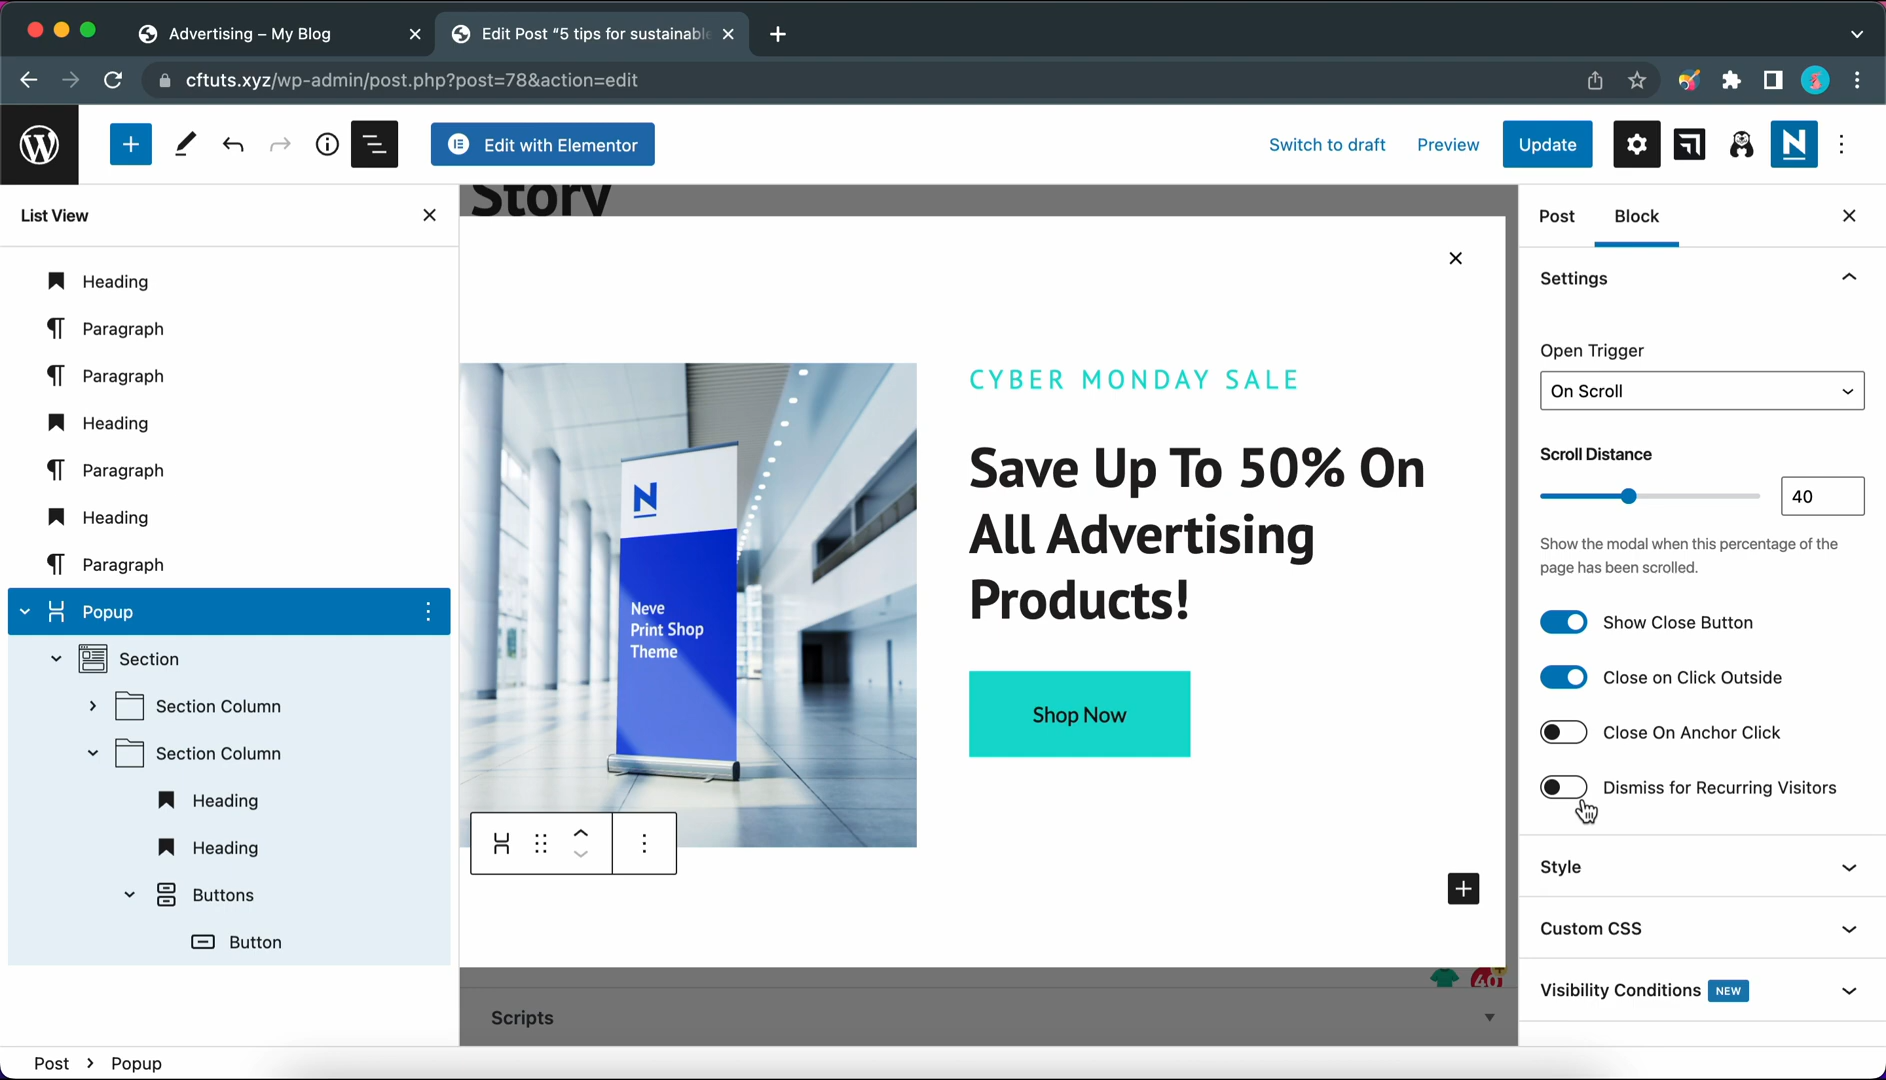 Advertising – My Blog
Edit Post “5 tips for sustainable
cftuts.xyz/wp-admin/post.php?post=78&action=edit
Edit with Elementor
Switch to draft
Preview
Update
List View
Heading
Paragraph
Paragraph
Heading
Paragraph
Heading
Paragraph
Popup
Section
Section Column
Section Column
Heading
Heading
Buttons
Button
Story
CYBER MONDAY SALE
Save Up To 50% On
All Advertising
Products!
Shop Now
N
Neve
Print Shop
Theme
40
Scripts
Post
Block
Settings
Open Trigger
On Scroll
Scroll Distance
40
Show the modal when this percentage of the
page has been scrolled.
Show Close Button
Close on Click Outside
Close On Anchor Click
Dismiss for Recurring Visitors
Style
Custom CSS
Visibility Conditions NEW
Post > Popup